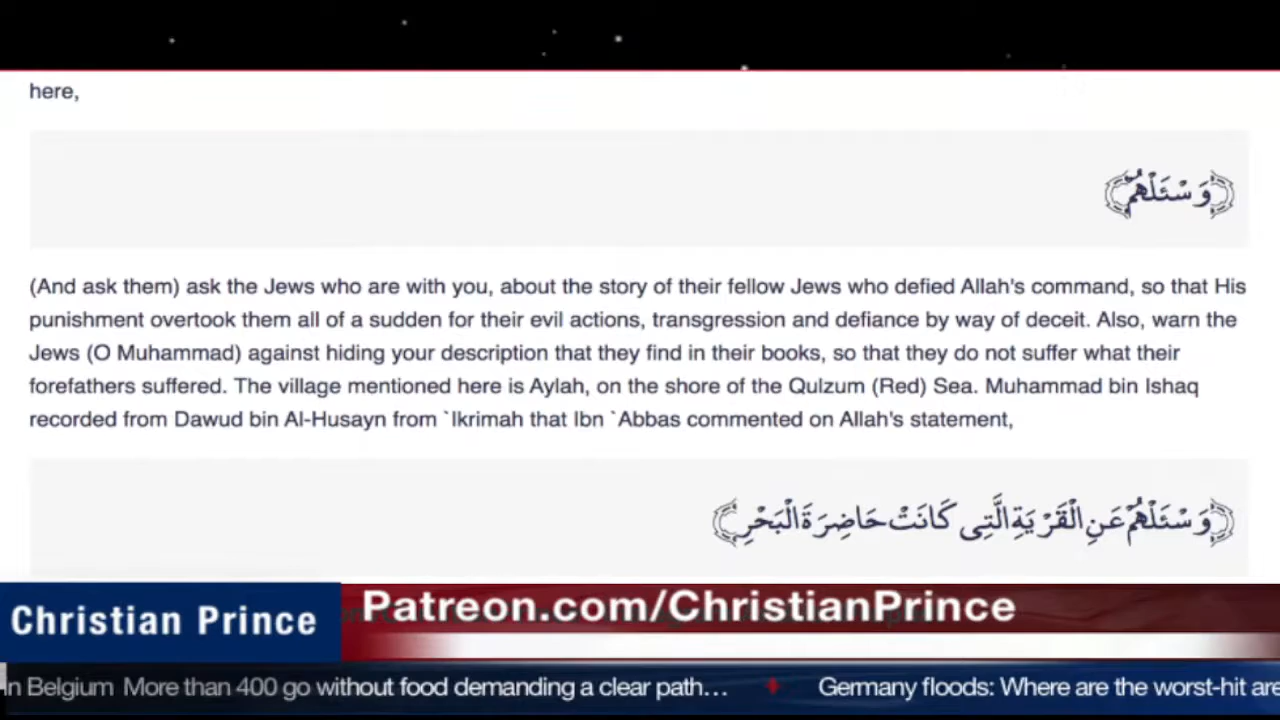 here,
﴿وَسْئَلْهُمْ﴾
(And ask them) ask the Jews who are with you, about the story of their fellow Jews who defied Allah's command, so that His
punishment overtook them all of a sudden for their evil actions, transgression and defiance by way of deceit. Also, warn the
Jews (O Muhammad) against hiding your description that they find in their books, so that they do not suffer what their
forefathers suffered. The village mentioned here is Aylah, on the shore of the Qulzum (Red) Sea. Muhammad bin Ishaq
recorded from Dawud bin Al-Husayn from `Ikrimah that Ibn `Abbas commented on Allah's statement,
﴿وَسْئَلْهُمْ عَنِ الْقَرْيَةِ الَّتِى كَانَتْ حَاضِرَةَ الْبَحْرِ﴾
Christian Prince
Patreon.com/ChristianPrince
in Belgium More than 400 go without food demanding a clear path… Germany floods: Where are the worst-hit